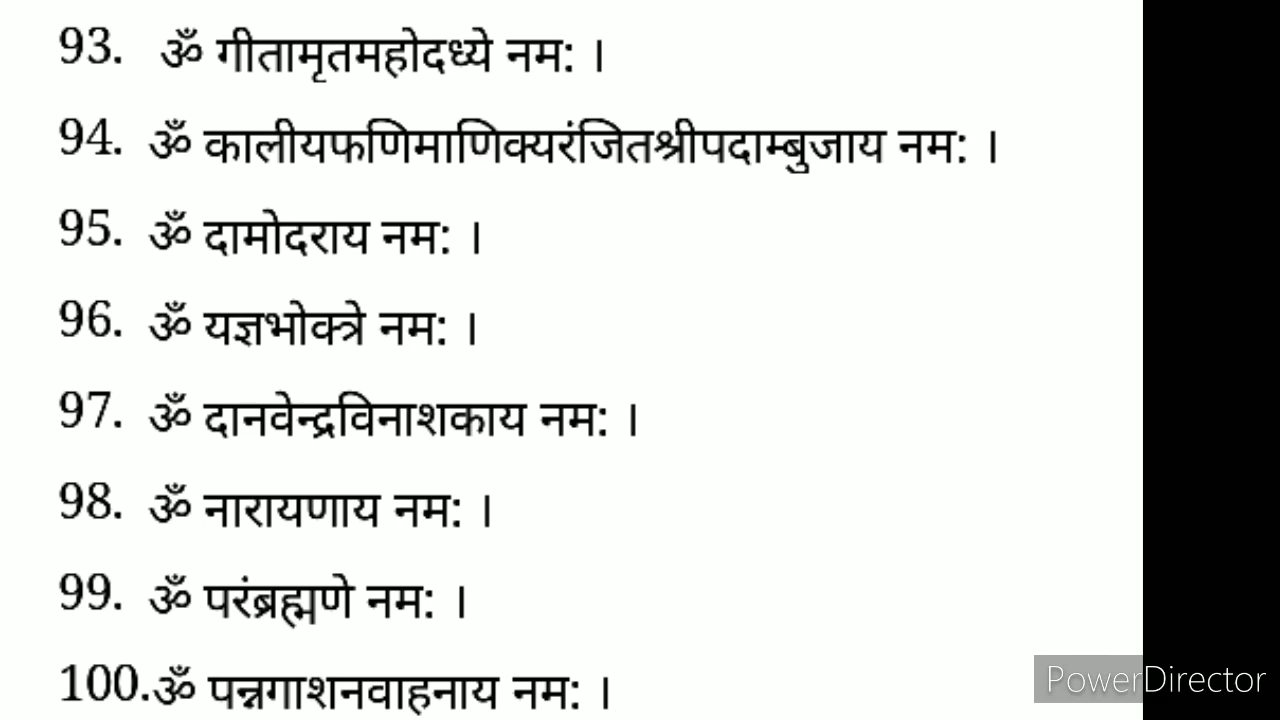 93. ॐ गीतामृतमहोदध्ये नम: ।
94. ॐ कालीयफणिमाणिक्यरंजितश्रीपदाम्बुजाय नम: ।
95. ॐ दामोदराय नम: ।
96. ॐ यज्ञभोक्त्रे नम: ।
97. ॐ दानवेन्द्रविनाशकाय नम: ।
98. ॐ नारायणाय नम: ।
99. ॐ परंब्रह्मणे नम: ।
100.ॐ पन्नगाशनवाहनाय नम: ।
PowerDirector